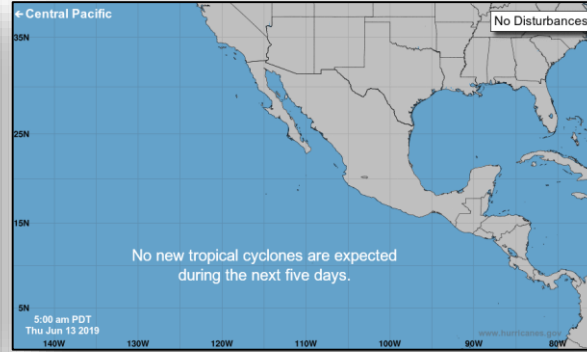 ← Central Pacific
No Disturbances
35N
25N
15N
No new tropical cyclones are expected
during the next five days.
5N
5:00 am PDT
Thu Jun 13 2019
www.hurricanes.gov
140W 130W 120W 110W 100W 90W 80W